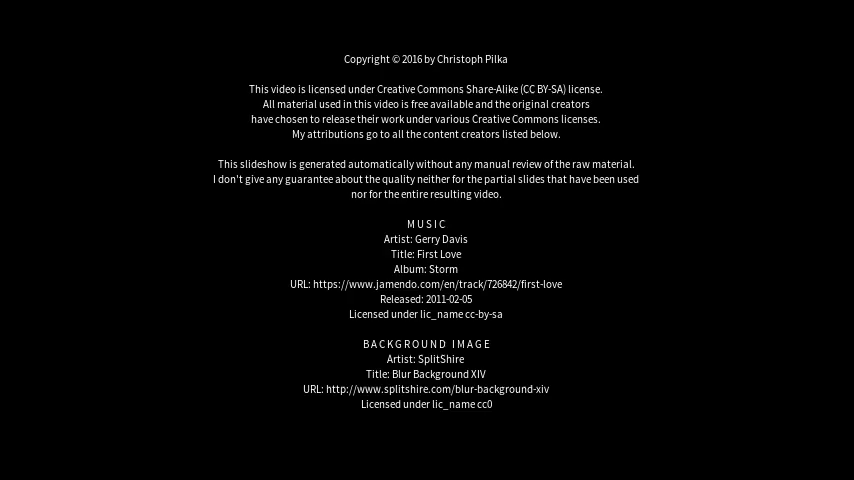 Copyright © 2016 by Christoph Pilka
This video is licensed under Creative Commons Share-Alike (CC BY-SA) license.
All material used in this video is free available and the original creators
have chosen to release their work under various Creative Commons licenses.
My attributions go to all the content creators listed below.
This slideshow is generated automatically without any manual review of the raw material.
I don't give any guarantee about the quality neither for the partial slides that have been used
nor for the entire resulting video.
MUSIC
Artist: Gerry Davis
Title: First Love
Album: Storm
URL: https://www.jamendo.com/en/track/726842/first-love
Released: 2011-02-05
Licensed under lic_name cc-by-sa
BACKGROUND IMAGE
Artist: SplitShire
Title: Blur Background XIV
URL: http://www.splitshire.com/blur-background-xiv
Licensed under lic_name cc0